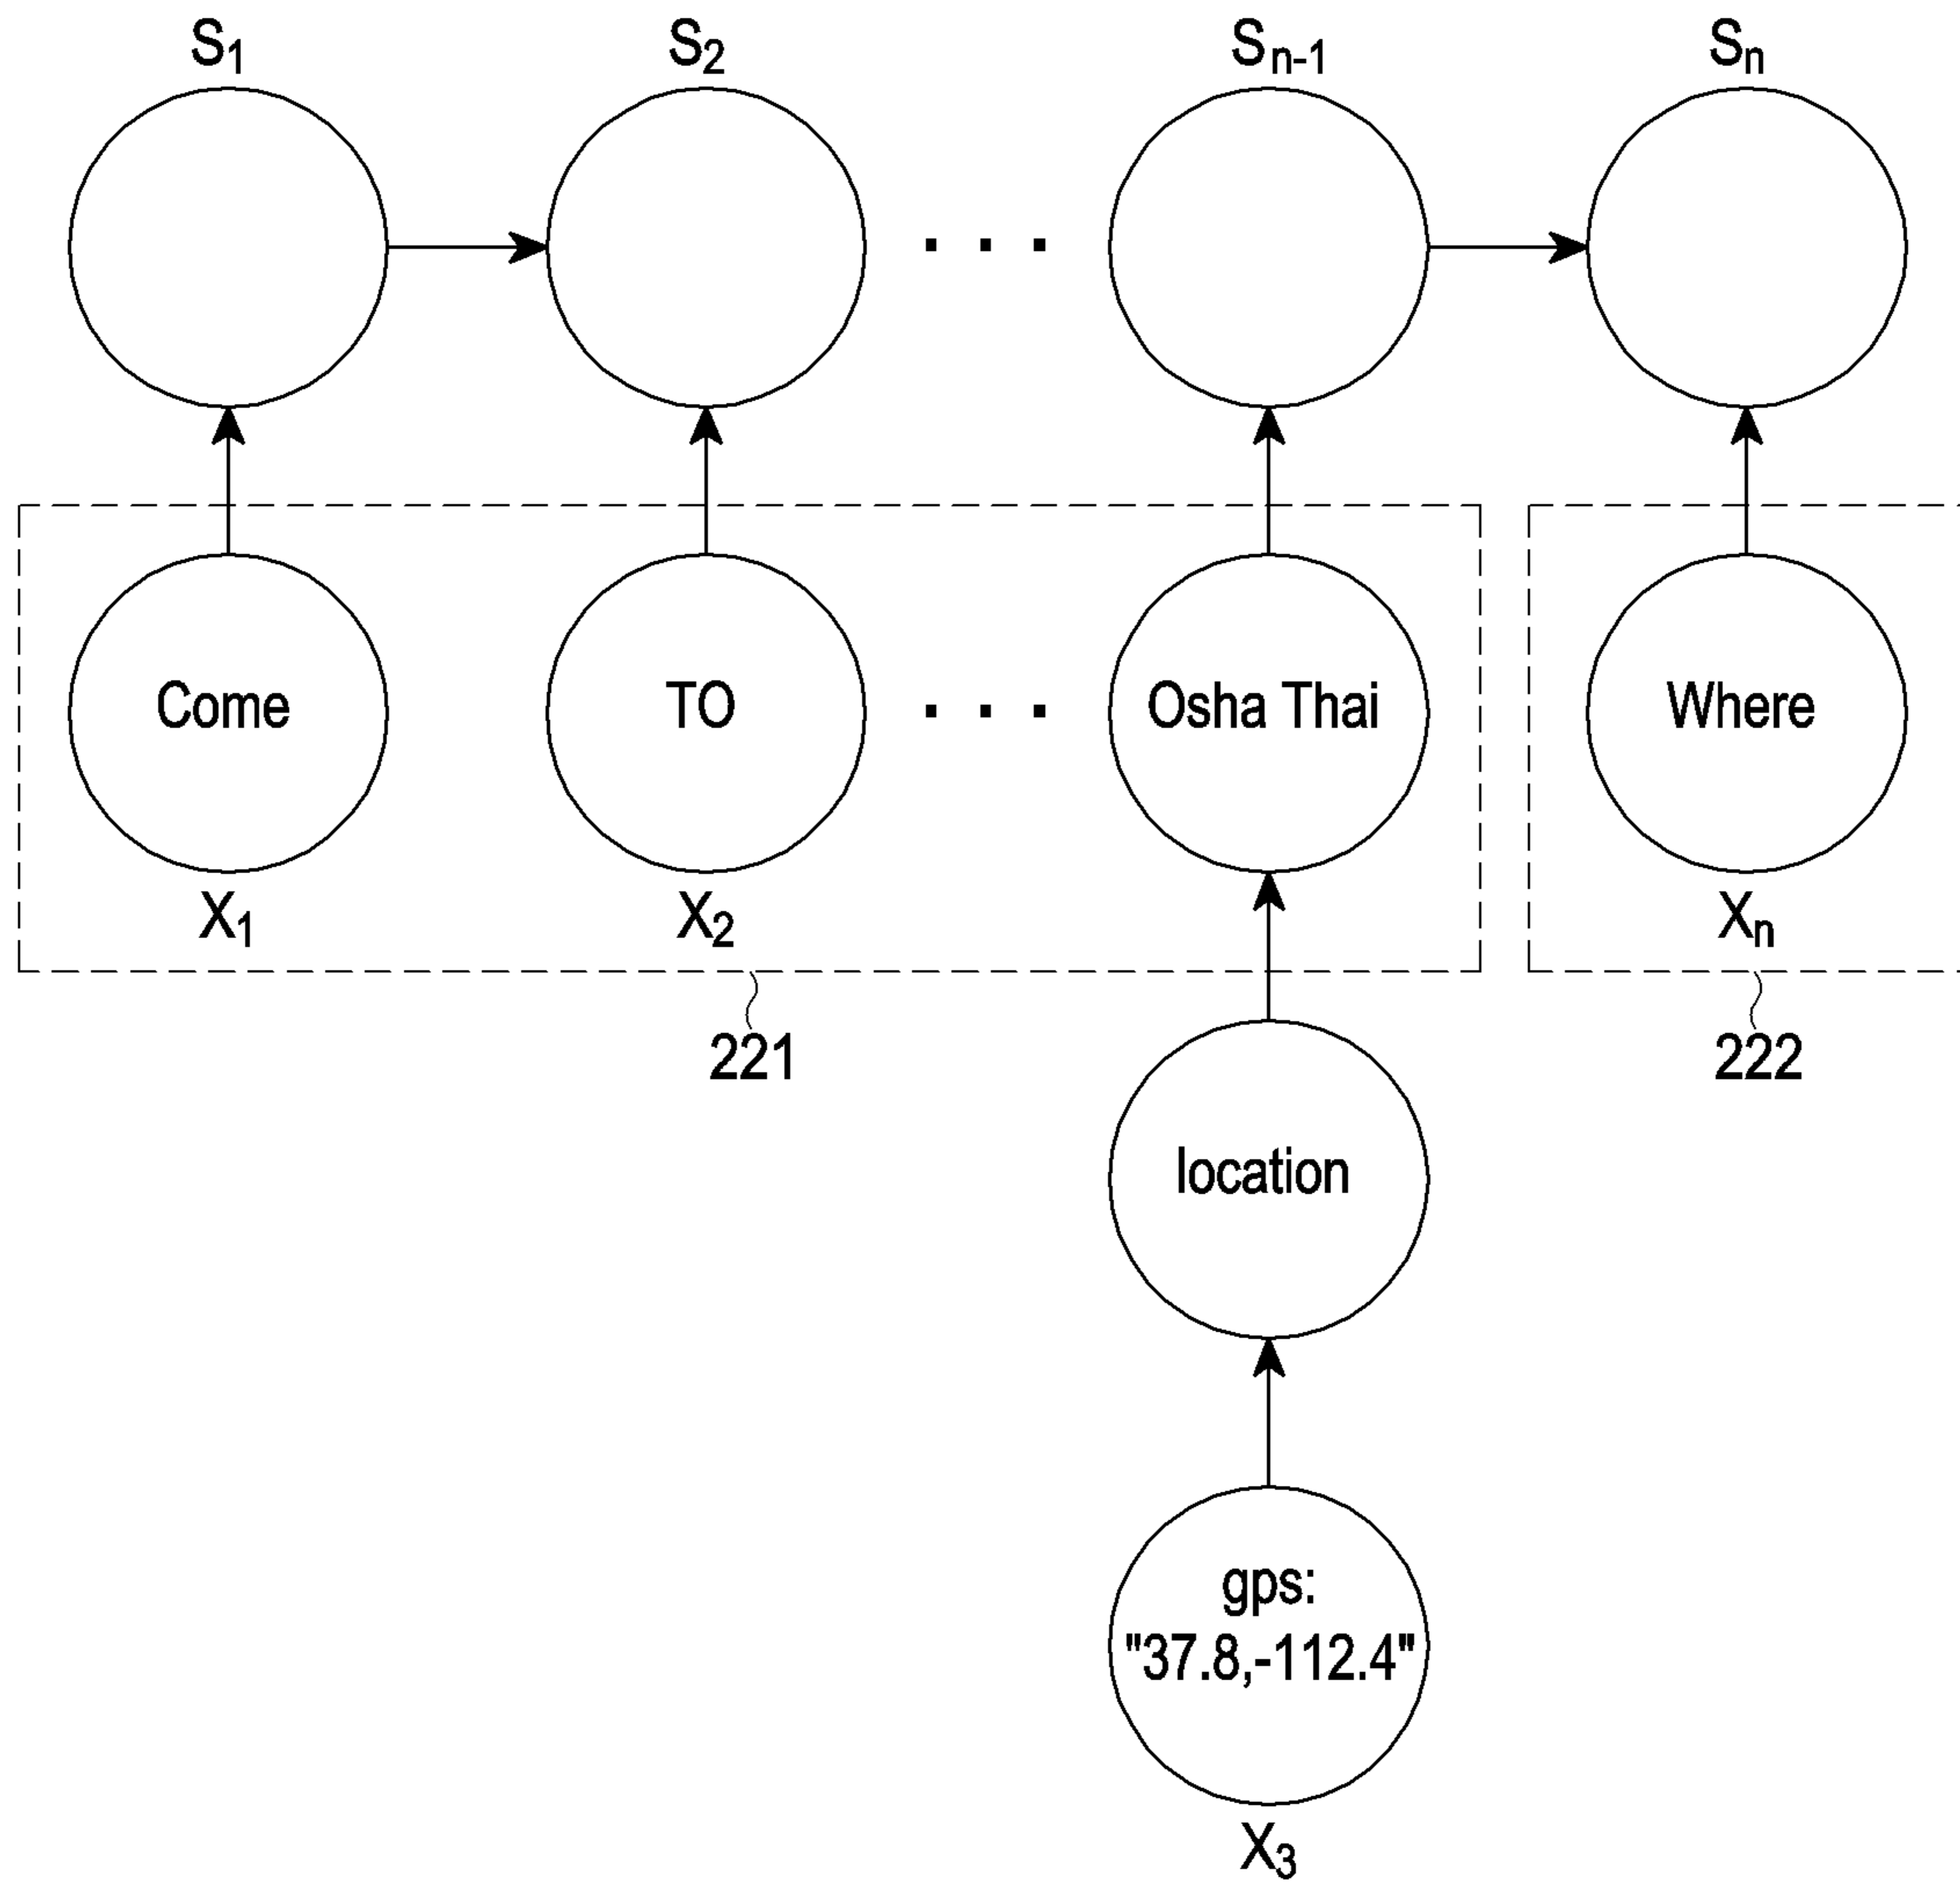 S1 S2 Sn-1 Sn
Come TO . . . Osha Thai Where
X1 X2 Xn
221 222
location
gps:
"37.8,-112.4"
X3